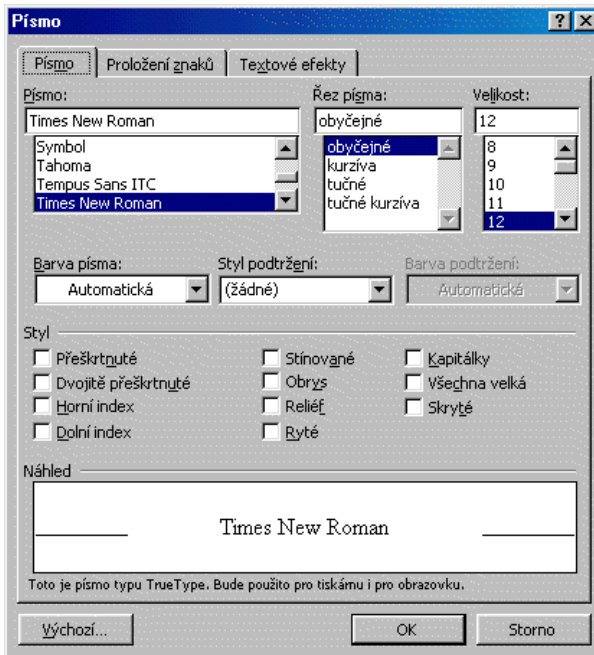 Písmo
Písmo Proložení znaků Textové efekty
Písmo: Řez písma: Velikost:
Times New Roman obyčejné 12
Symbol obyčejné 8
Tahoma kurzíva 9
Tempus Sans ITC tučné 10
Times New Roman tučné kurzíva 11
12
Barva písma: Styl podtržení: Barva podtržení:
Automatická (žádné) Automatická
Styl
Přeškrtnuté Stínované Kapitálky
Dvojitě přeškrtnuté Obrys Všechna velká
Horní index Reliéf Skryté
Dolní index Ryté
Náhled
Times New Roman
Toto je písmo typu TrueType. Bude použito pro tiskárnu i pro obrazovku.
Výchozí... OK Storno